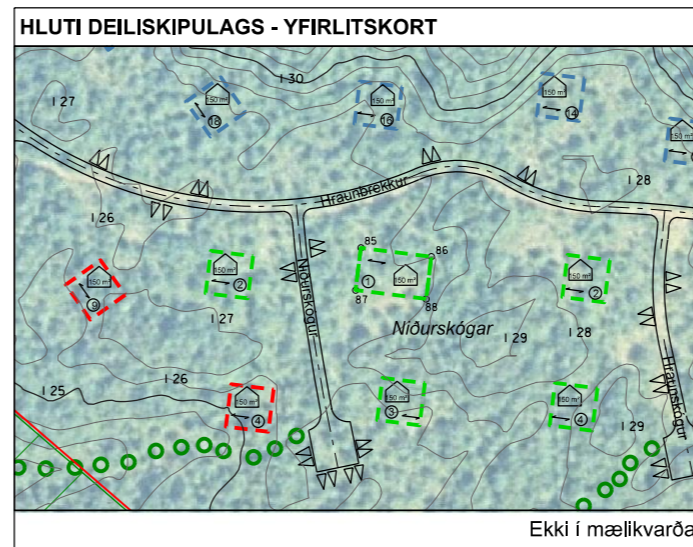 HLUTI DEILISKIPULAGS - YFIRLITSKORT
I 30
I 27
150 m²
18
150 m²
16
150 m²
14
150 m²
Hraunbrekkur
I 28
I 26
85
86
150 m²
9
150 m²
2
Niðurskógur
1
150 m²
87
88
150 m²
2
I 27
Niðurskógar
I 29
I 28
Hraunskógur
I 25
I 26
150 m²
4
150 m²
3
150 m²
4
I 29
Ekki í mælikvarða